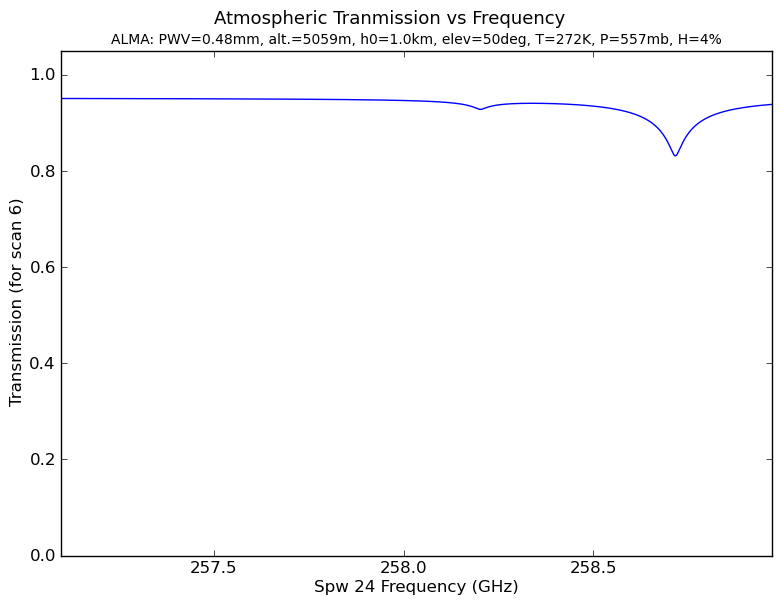 Atmospheric Tranmission vs Frequency
ALMA: PWV=0.48mm, alt.=5059m, h0=1.0km, elev=50deg, T=272K, P=557mb, H=4%
1.0
0.8
0.6
0.4
0.2
0.0
Transmission (for scan 6)
257.5 258.0 258.5
Spw 24 Frequency (GHz)